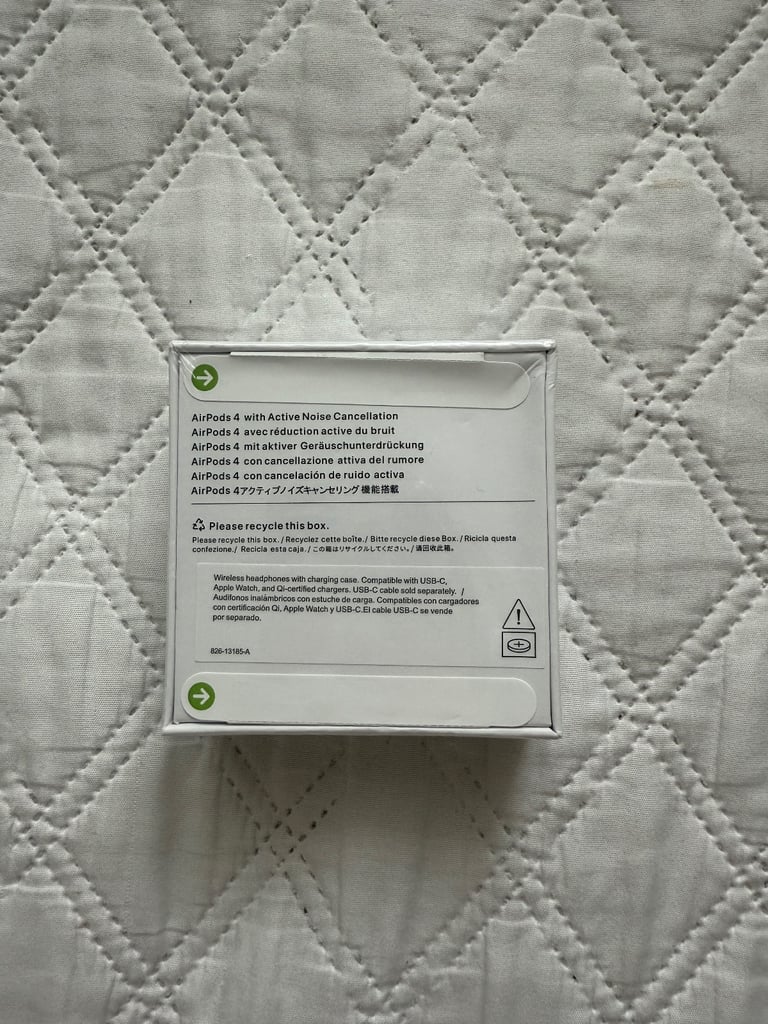 AirPods 4 with Active Noise Cancellation
AirPods 4 avec réduction active du bruit
AirPods 4 mit aktiver Geräuschunterdrückung
AirPods 4 con cancellazione attiva del rumore
AirPods 4 con cancelación de ruido activa
AirPods 4アクティブノイズキャンセリング機能搭載
Please recycle this box.
Please recycle this box. / Recyclez cette boîte. / Bitte recycle diese Box. / Ricicla questa
confezione. / Recicla esta caja. / この箱はリサイクルしてください。/ 请回收此箱。
Wireless headphones with charging case. Compatible with USB-C,
Apple Watch, and Qi-certified chargers. USB-C cable sold separately. /
Audífonos inalámbricos con estuche de carga. Compatibles con cargadores
con certificación Qi, Apple Watch y USB-C.El cable USB-C se vende
por separado.
826-13185-A